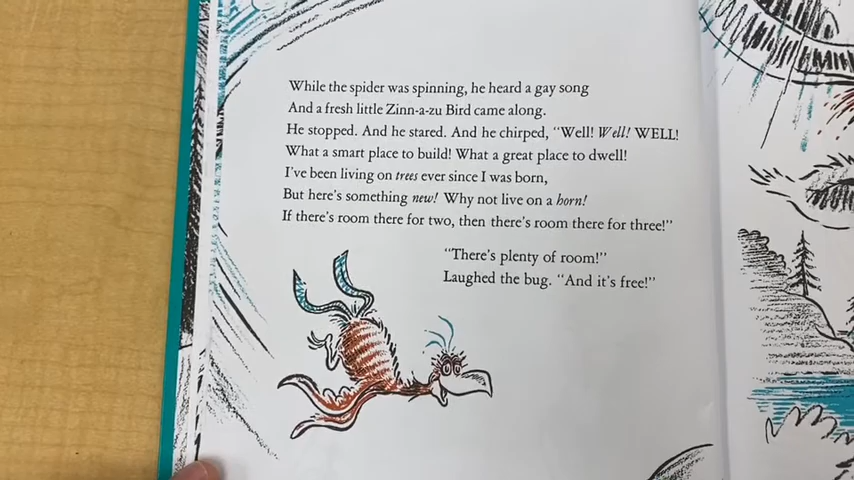 While the spider was spinning, he heard a gay song
And a fresh little Zinn-a-zu Bird came along.
He stopped. And he stared. And he chirped, “Well! Well! WELL!
What a smart place to build! What a great place to dwell!
I’ve been living on trees ever since I was born,
But here’s something new! Why not live on a horn!
If there’s room there for two, then there’s room there for three!”
“There’s plenty of room!”
Laughed the bug. “And it’s free!”